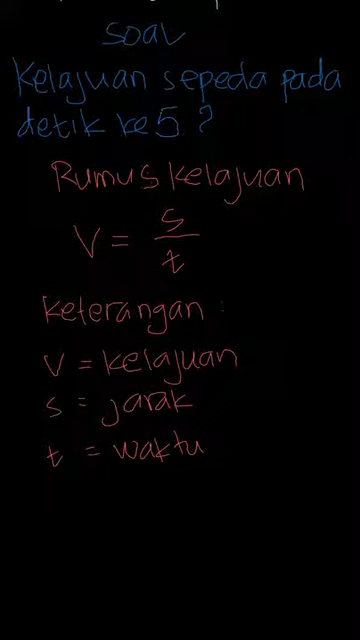 Soal
Kelajuan sepeda pada
detik ke 5 ?
Rumus Kelajuan
V = s/t
Keterangan :
V = Kelajuan
s = jarak
t = waktu